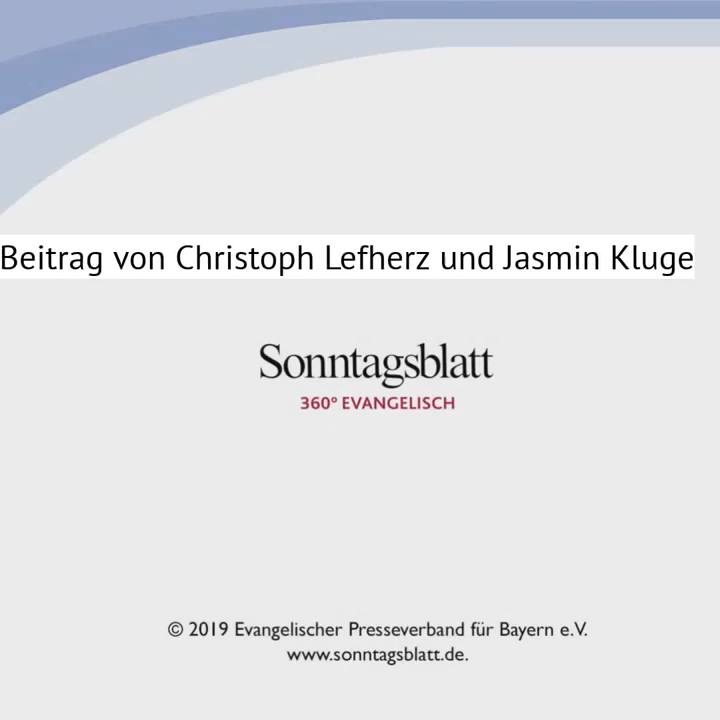 Beitrag von Christoph Lefherz und Jasmin Kluge
Sonntagsblatt
360° EVANGELISCH
© 2019 Evangelischer Presseverband für Bayern e.V.
www.sonntagsblatt.de.